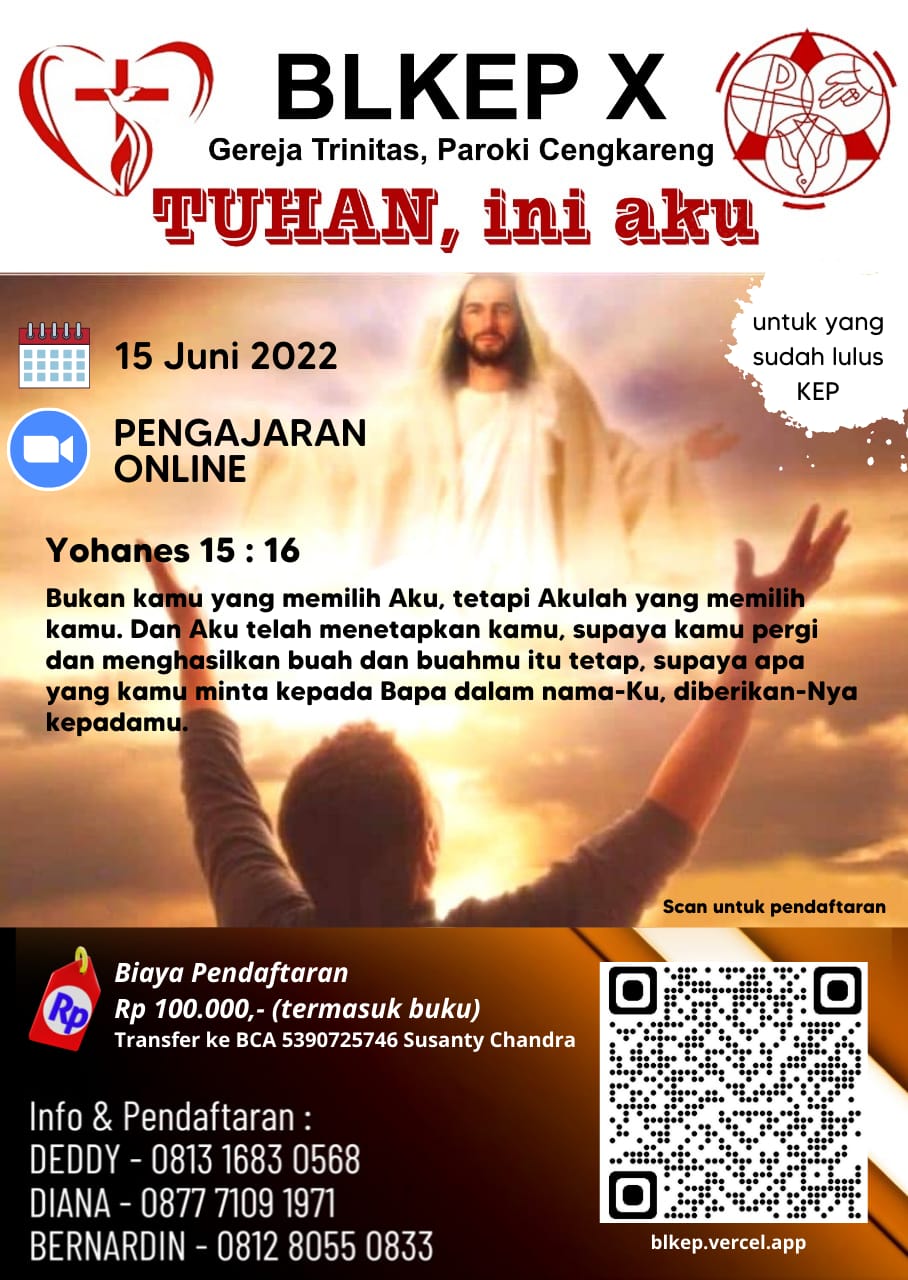 BLKEP X
Gereja Trinitas, Paroki Cengkareng
TUHAN, ini aku
untuk yang
sudah lulus
KEP
15 Juni 2022
PENGAJARAN
ONLINE
Yohanes 15 : 16
Bukan kamu yang memilih Aku, tetapi Akulah yang memilih
kamu. Dan Aku telah menetapkan kamu, supaya kamu pergi
dan menghasilkan buah dan buahmu itu tetap, supaya apa
yang kamu minta kepada Bapa dalam nama-Ku, diberikan-Nya
kepadamu.
Scan untuk pendaftaran
Rp
Biaya Pendaftaran
Rp 100.000,- (termasuk buku)
Transfer ke BCA 5390725746 Susanty Chandra
Info & Pendaftaran :
DEDDY - 0813 1683 0568
DIANA - 0877 7109 1971
BERNARDIN - 0812 8055 0833
blkep.vercel.app